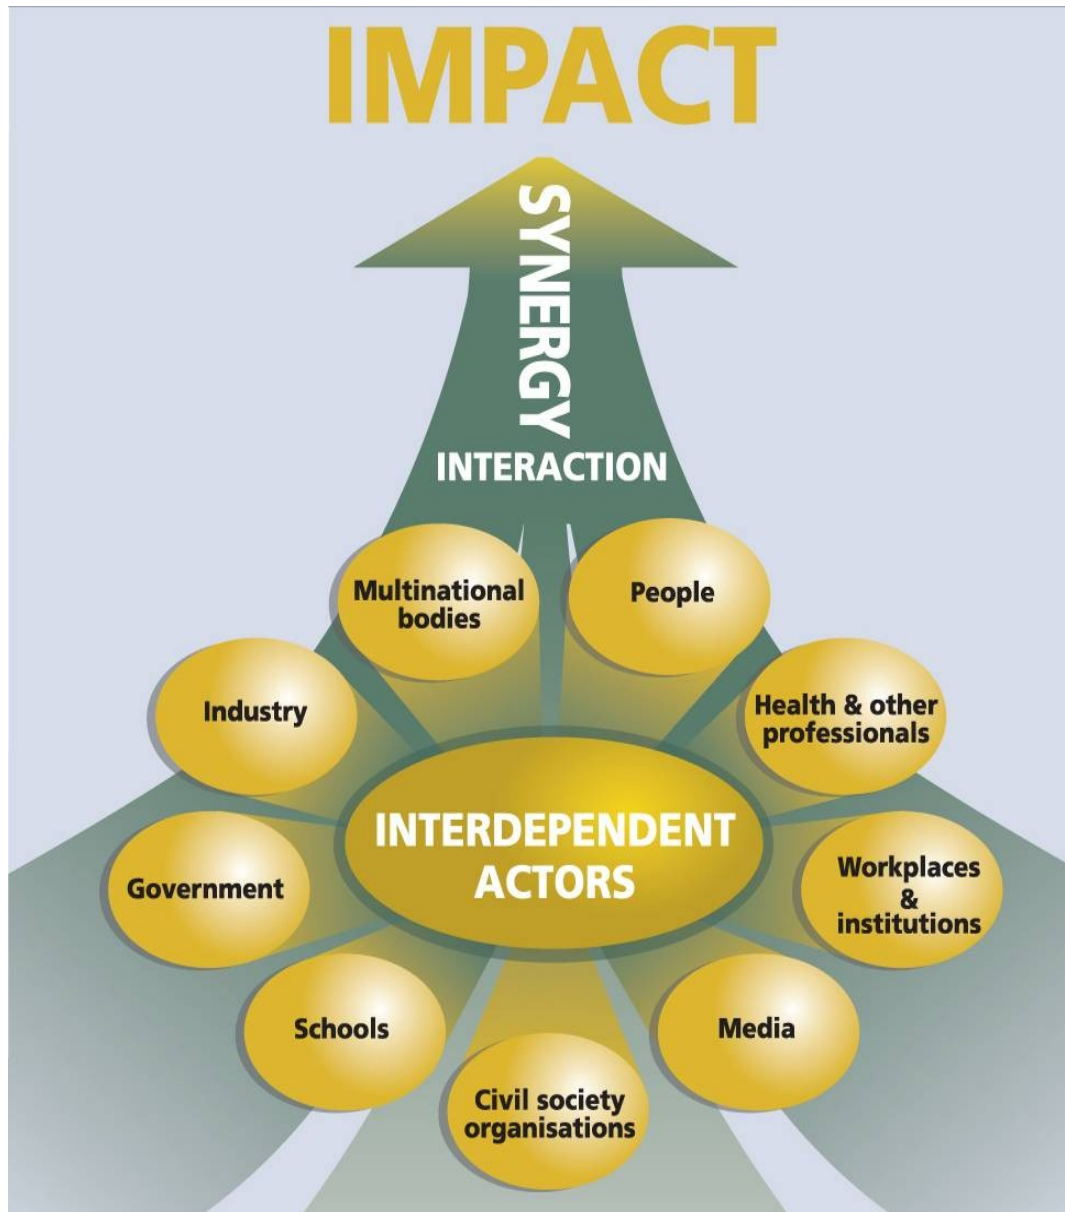 IMPACT
SYNERGY
INTERACTION
Multinational
bodies
People
Industry
Health & other
professionals
INTERDEPENDENT
ACTORS
Government
Workplaces
&
institutions
Schools
Media
Civil society
organisations